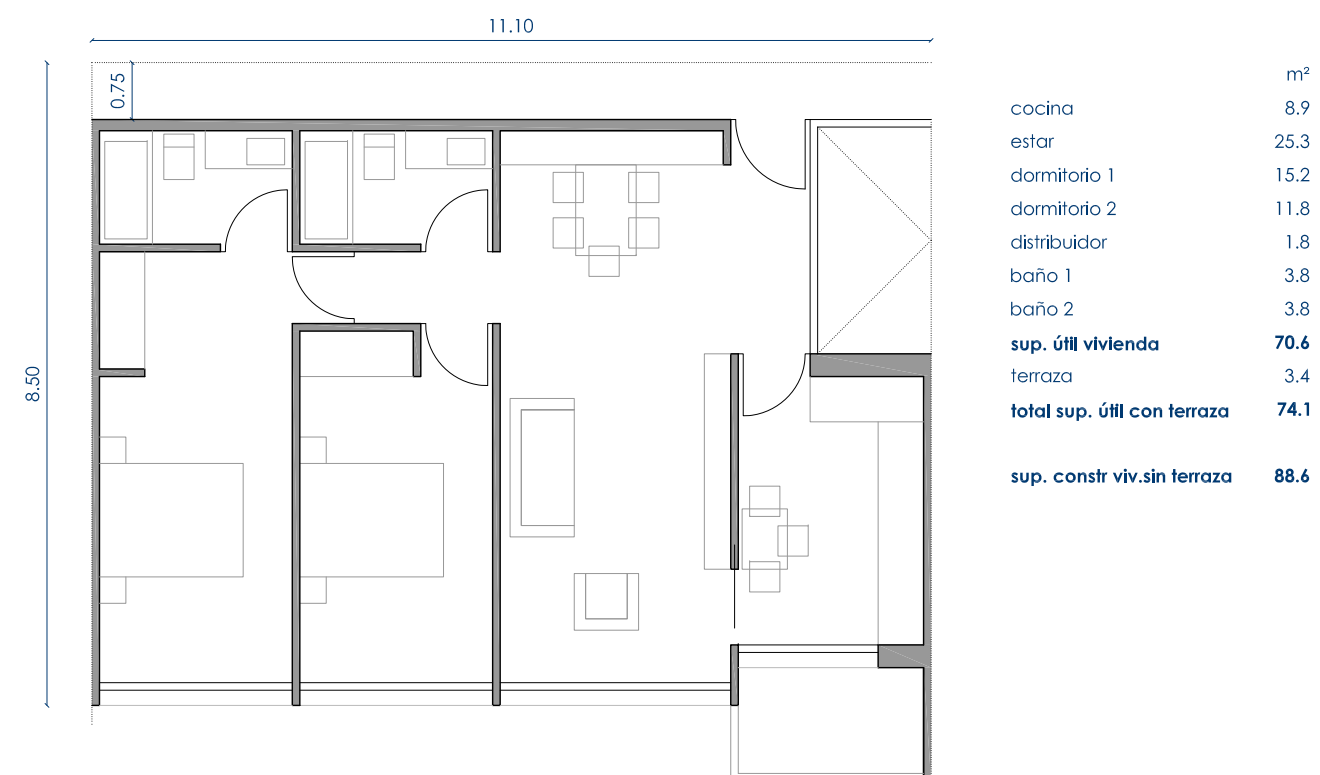 11.10
0.75
8.50
m²
cocina 8.9
estar 25.3
dormitorio 1 15.2
dormitorio 2 11.8
distribuidor 1.8
baño 1 3.8
baño 2 3.8
sup. útil vivienda 70.6
terraza 3.4
total sup. útil con terraza 74.1
sup. constr viv.sin terraza 88.6